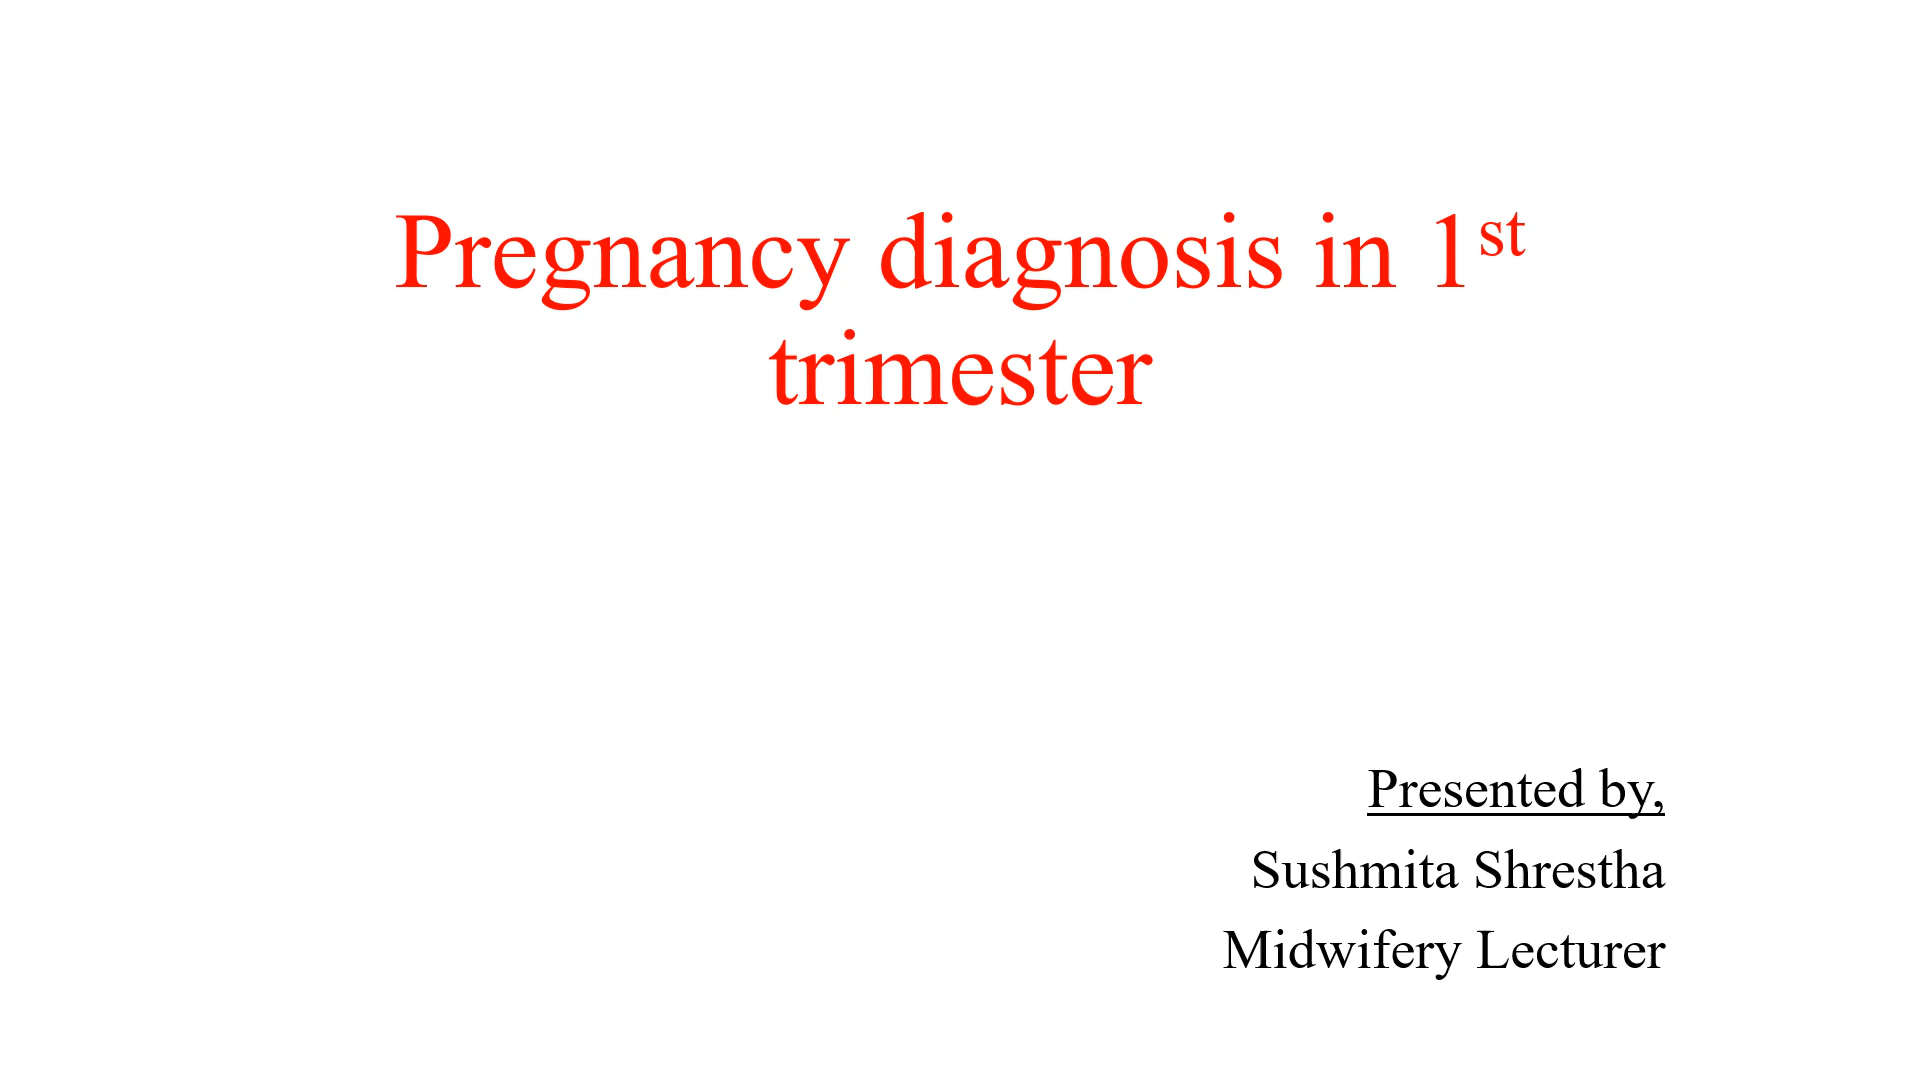 Pregnancy diagnosis in 1st
trimester
Presented by,
Sushmita Shrestha
Midwifery Lecturer